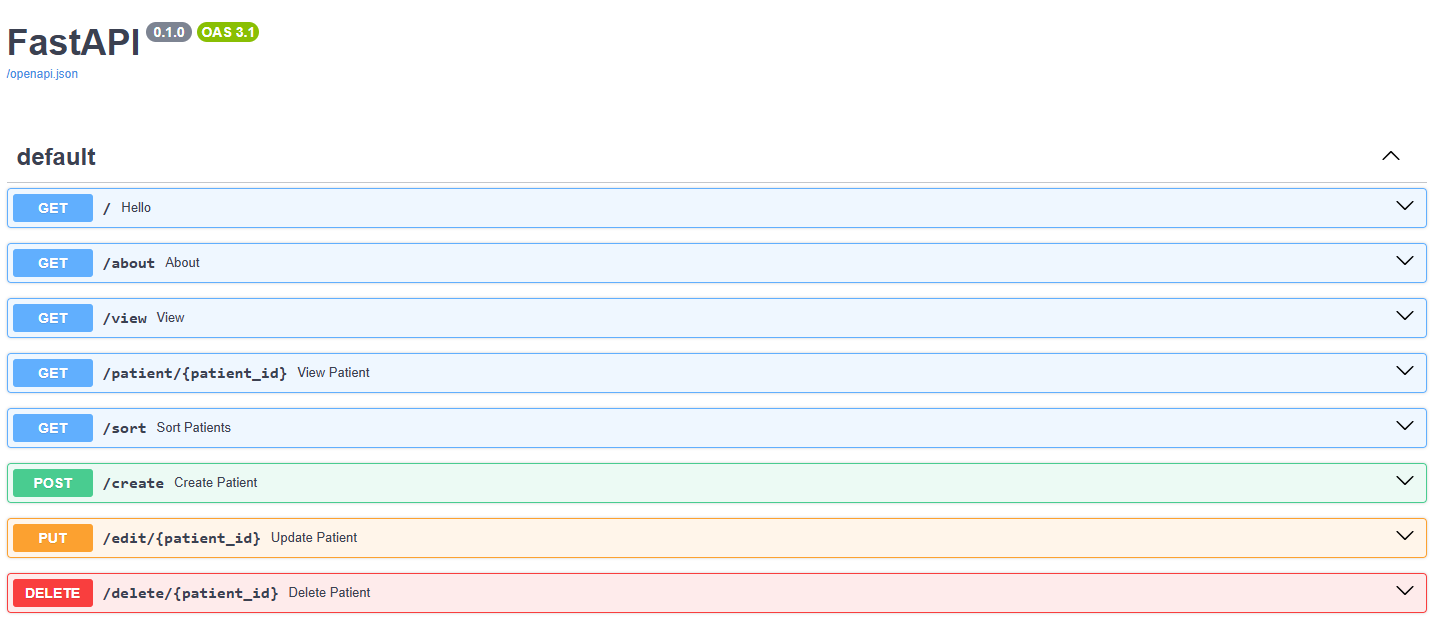 FastAPI 0.1.0 OAS 3.1
/openapi.json
default
GET / Hello
GET /about About
GET /view View
GET /patient/{patient_id} View Patient
GET /sort Sort Patients
POST /create Create Patient
PUT /edit/{patient_id} Update Patient
DELETE /delete/{patient_id} Delete Patient